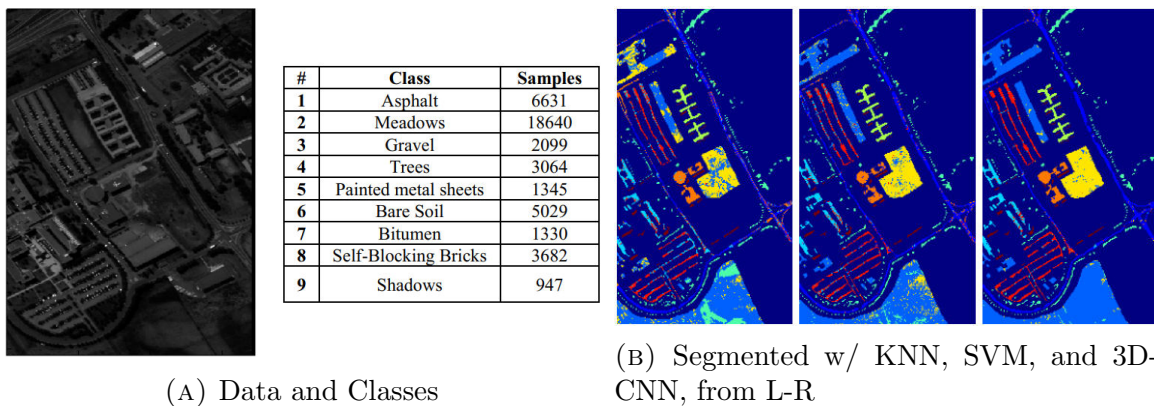 # Class Samples
1 Asphalt 6631
2 Meadows 18640
3 Gravel 2099
4 Trees 3064
5 Painted metal sheets 1345
6 Bare Soil 5029
7 Bitumen 1330
8 Self-Blocking Bricks 3682
9 Shadows 947
(A) Data and Classes
(B) Segmented w/ KNN, SVM, and 3D-
CNN, from L-R